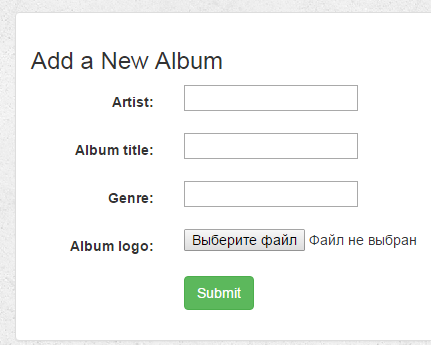 Add a New Album
Artist:
Album title:
Genre:
Album logo: Выберите файл Файл не выбран
Submit